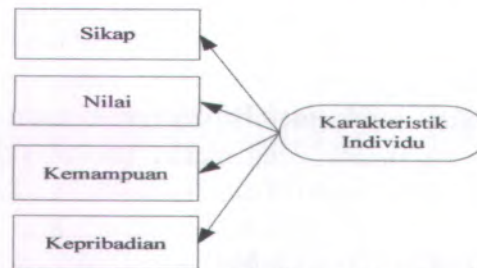 Sikap
Nilai
Kemampuan
Kepribadian
Karakteristik
Individu